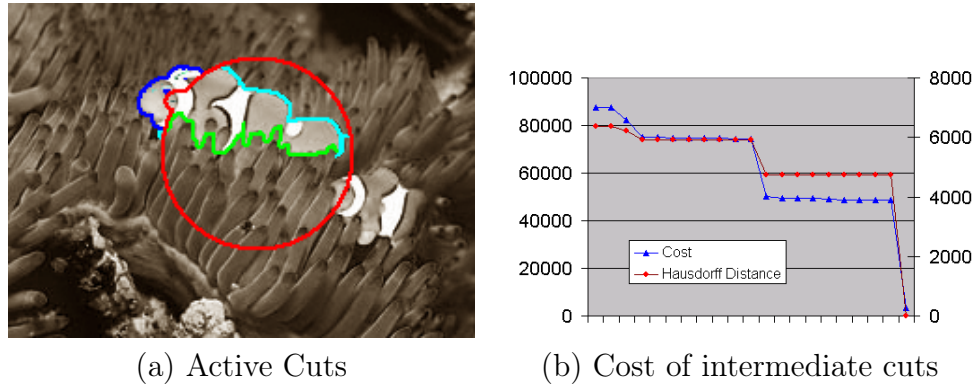 100000
80000
60000
40000
20000
0
8000
6000
4000
2000
0
Cost
Hausdorff Distance
(a) Active Cuts
(b) Cost of intermediate cuts